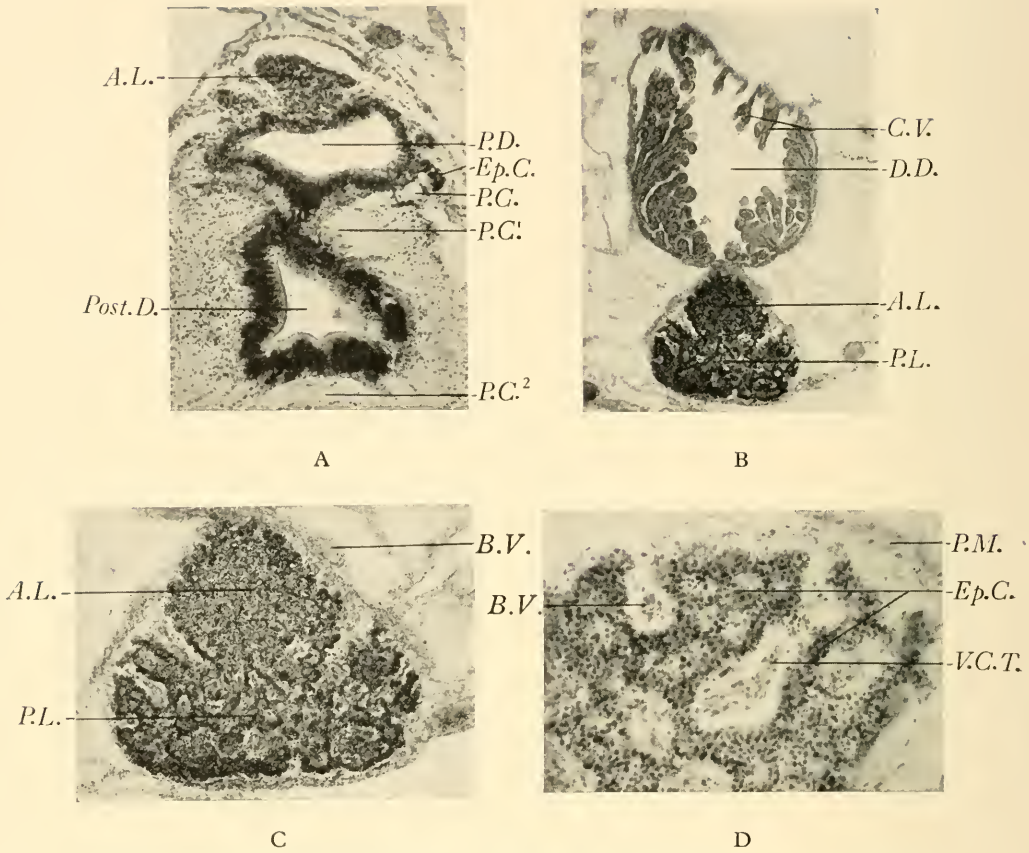 A.L.
P.D.
Ep.C.
P.C.
P.C.¹
Post.D.
P.C.²
A
C.V.
D.D.
A.L.
P.L.
B
B.V.
A.L.
P.L.
C
P.M.
Ep.C.
B.V.
V.C.T.
D